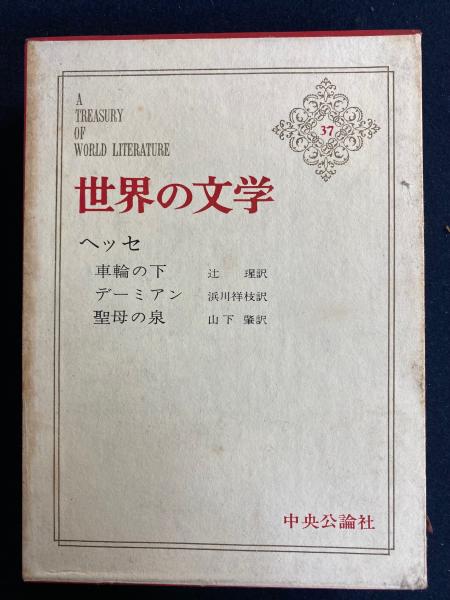 A
TREASURY
OF
WORLD LITERATURE
37
世界の文学
ヘッセ
車輪の下 辻 瑆訳
デーミアン 浜川祥枝訳
聖母の泉 山下 肇訳
中央公論社